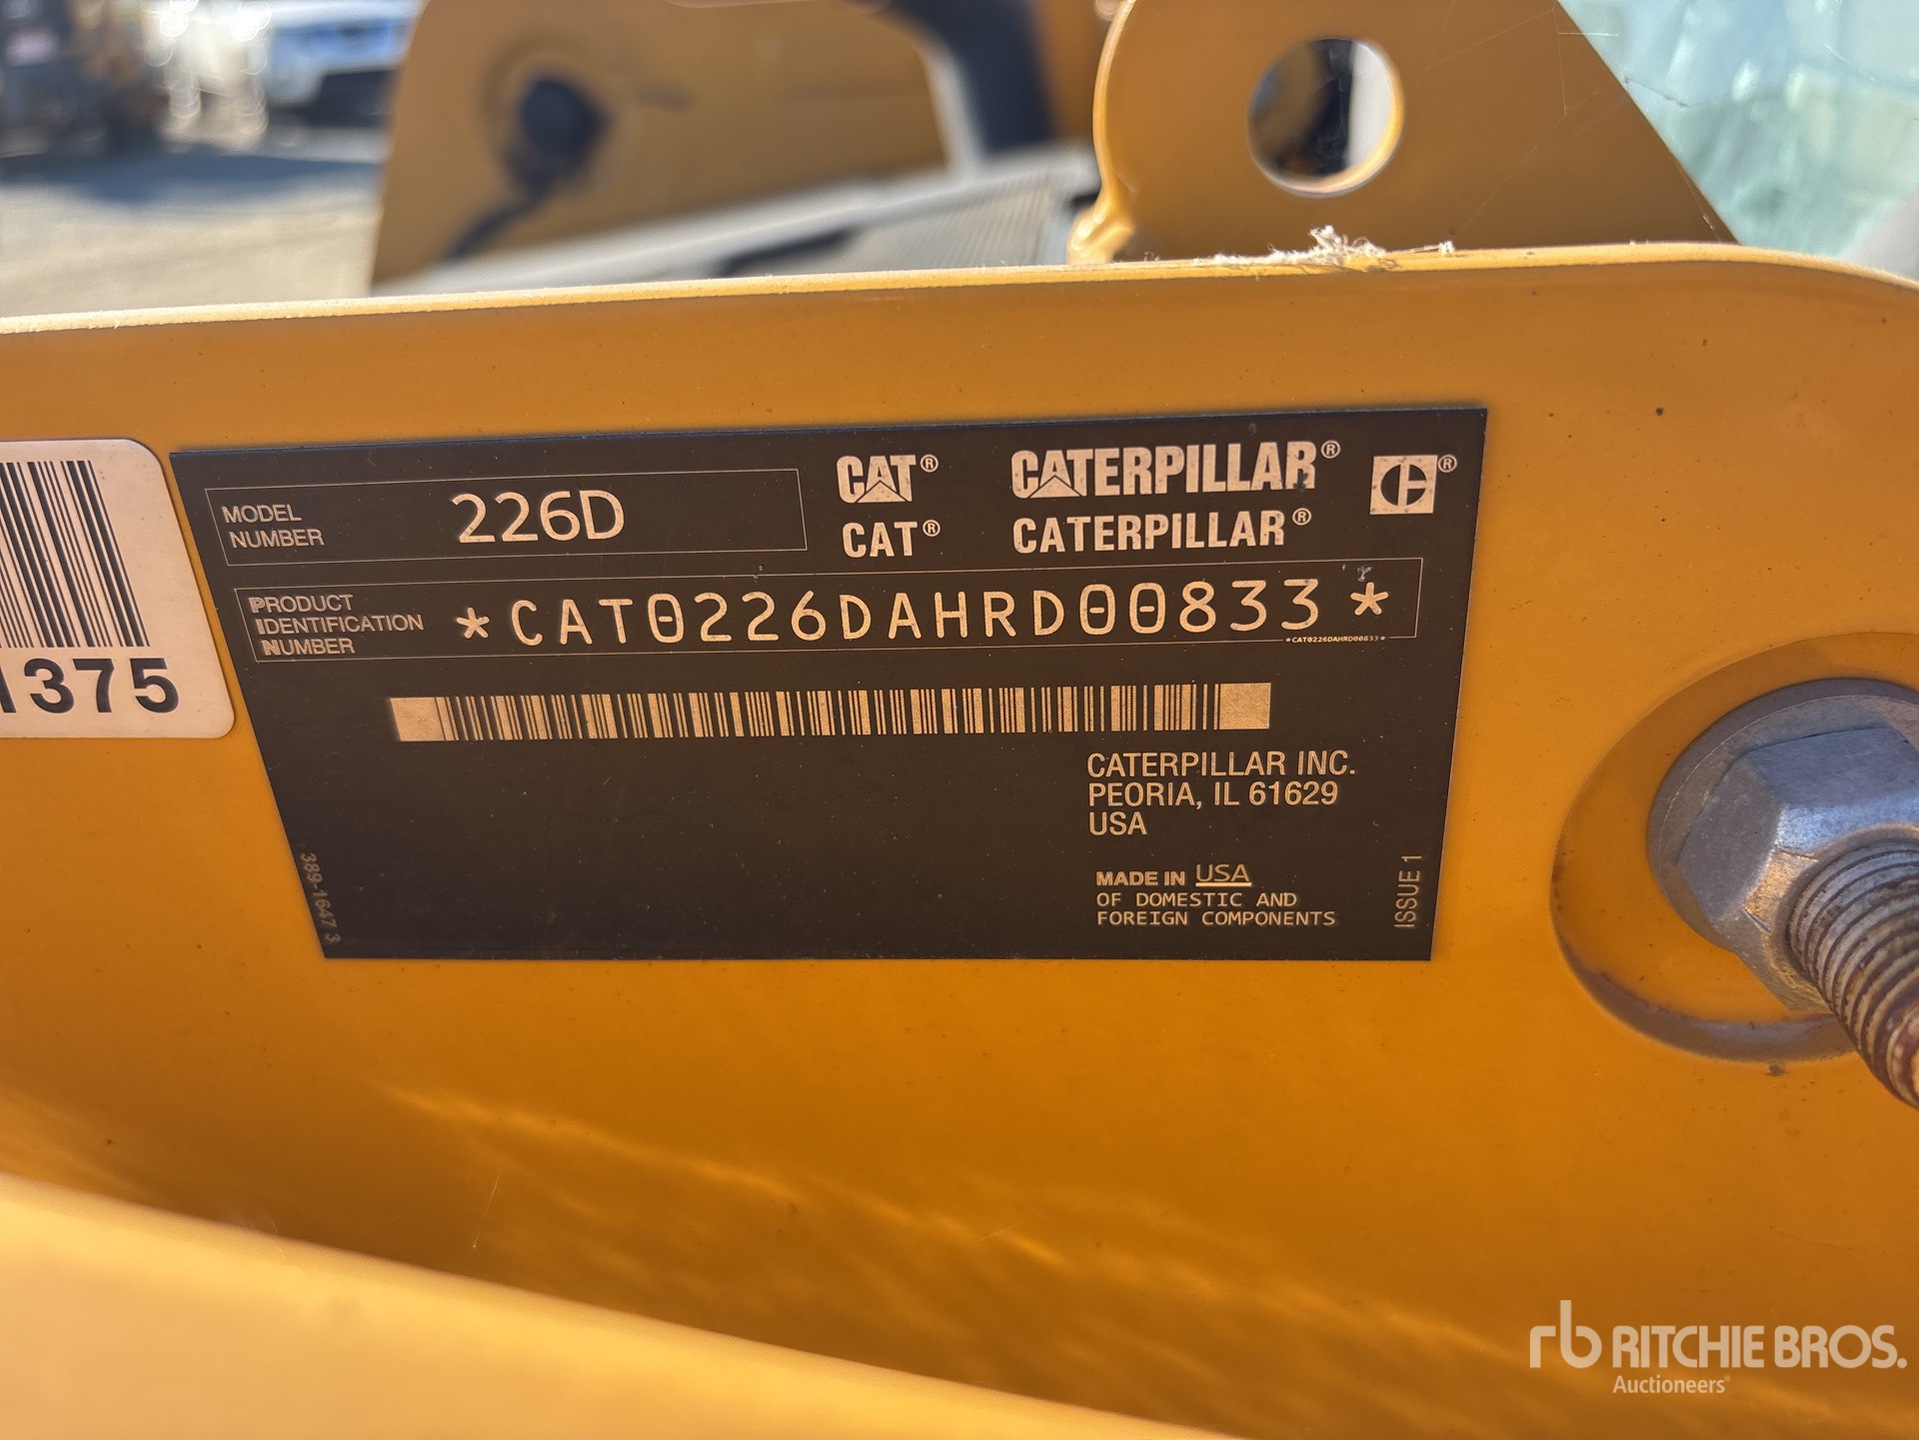 MODEL
NUMBER
226D
CAT® CATERPILLAR® ®
CAT® CATERPILLAR®
PRODUCT
IDENTIFICATION
NUMBER
*CAT0226DAHRD00833*
*CAT0226DAHRD00833*
1375
CATERPILLAR INC.
PEORIA, IL 61629
USA
MADE IN USA
OF DOMESTIC AND
FOREIGN COMPONENTS
389-1647 3
ISSUE 1
rb RITCHIE BROS.
Auctioneers®